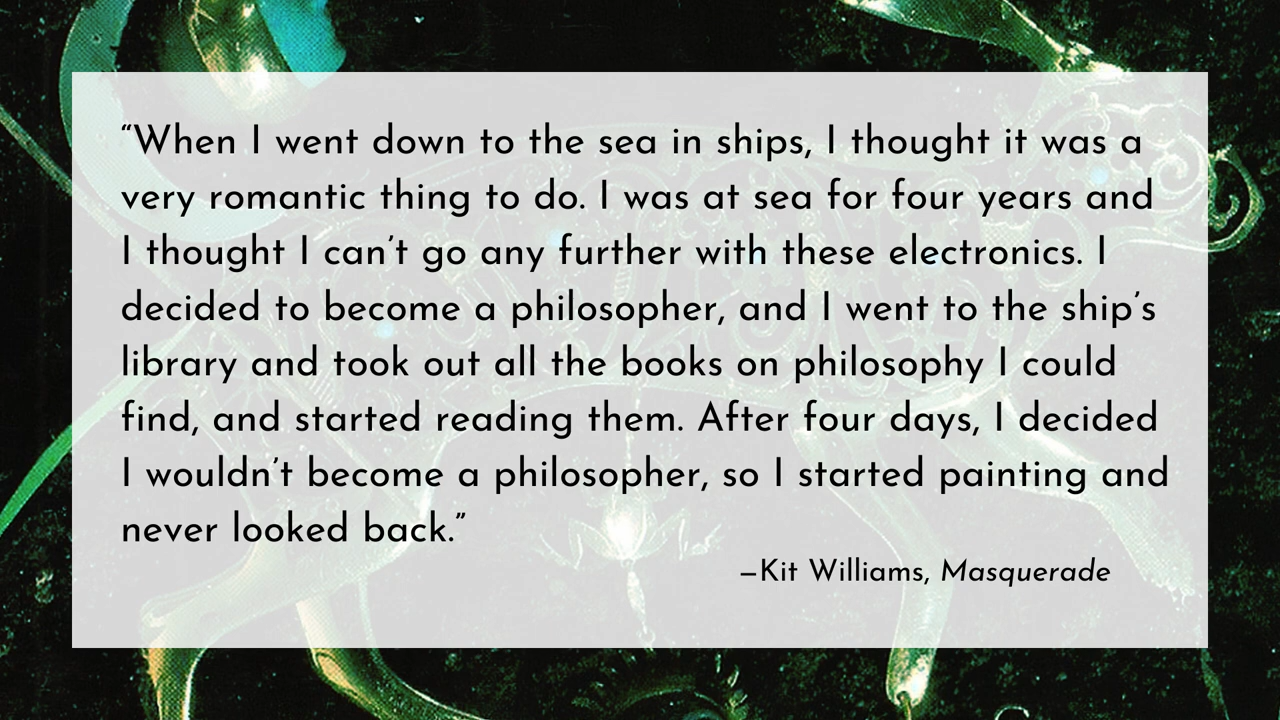 “When I went down to the sea in ships, I thought it was a
very romantic thing to do. I was at sea for four years and
I thought I can’t go any further with these electronics. I
decided to become a philosopher, and I went to the ship’s
library and took out all the books on philosophy I could
find, and started reading them. After four days, I decided
I wouldn’t become a philosopher, so I started painting and
never looked back.”
–Kit Williams, Masquerade